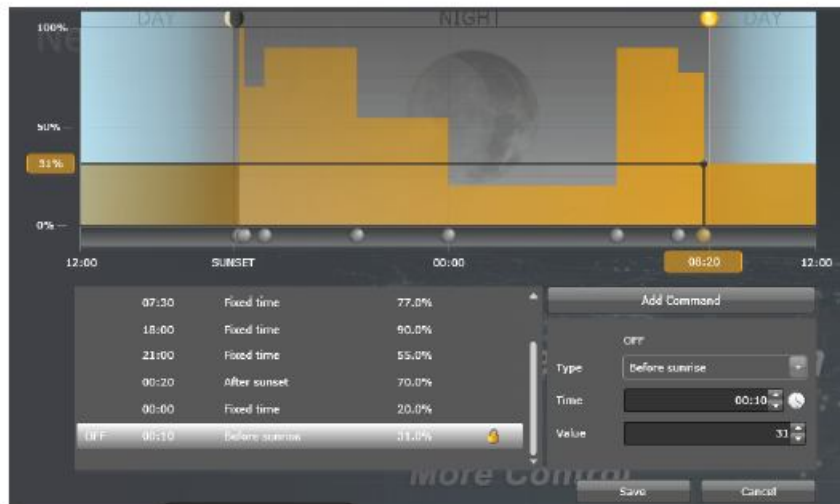 DAY
NIGHT
DAY
100%
50%
31%
0%
12:00
SUNSET
00:00
08:20
12:00
07:30 Fixed time 77.0%
18:00 Fixed time 90.0%
21:00 Fixed time 55.0%
00:20 After sunset 70.0%
00:00 Fixed time 20.0%
OFF 00:10 Before sunrise 31.0%
Add Command
OFF
Type Before sunrise
Time 00:10
Value 31
More Control
Save
Cancel